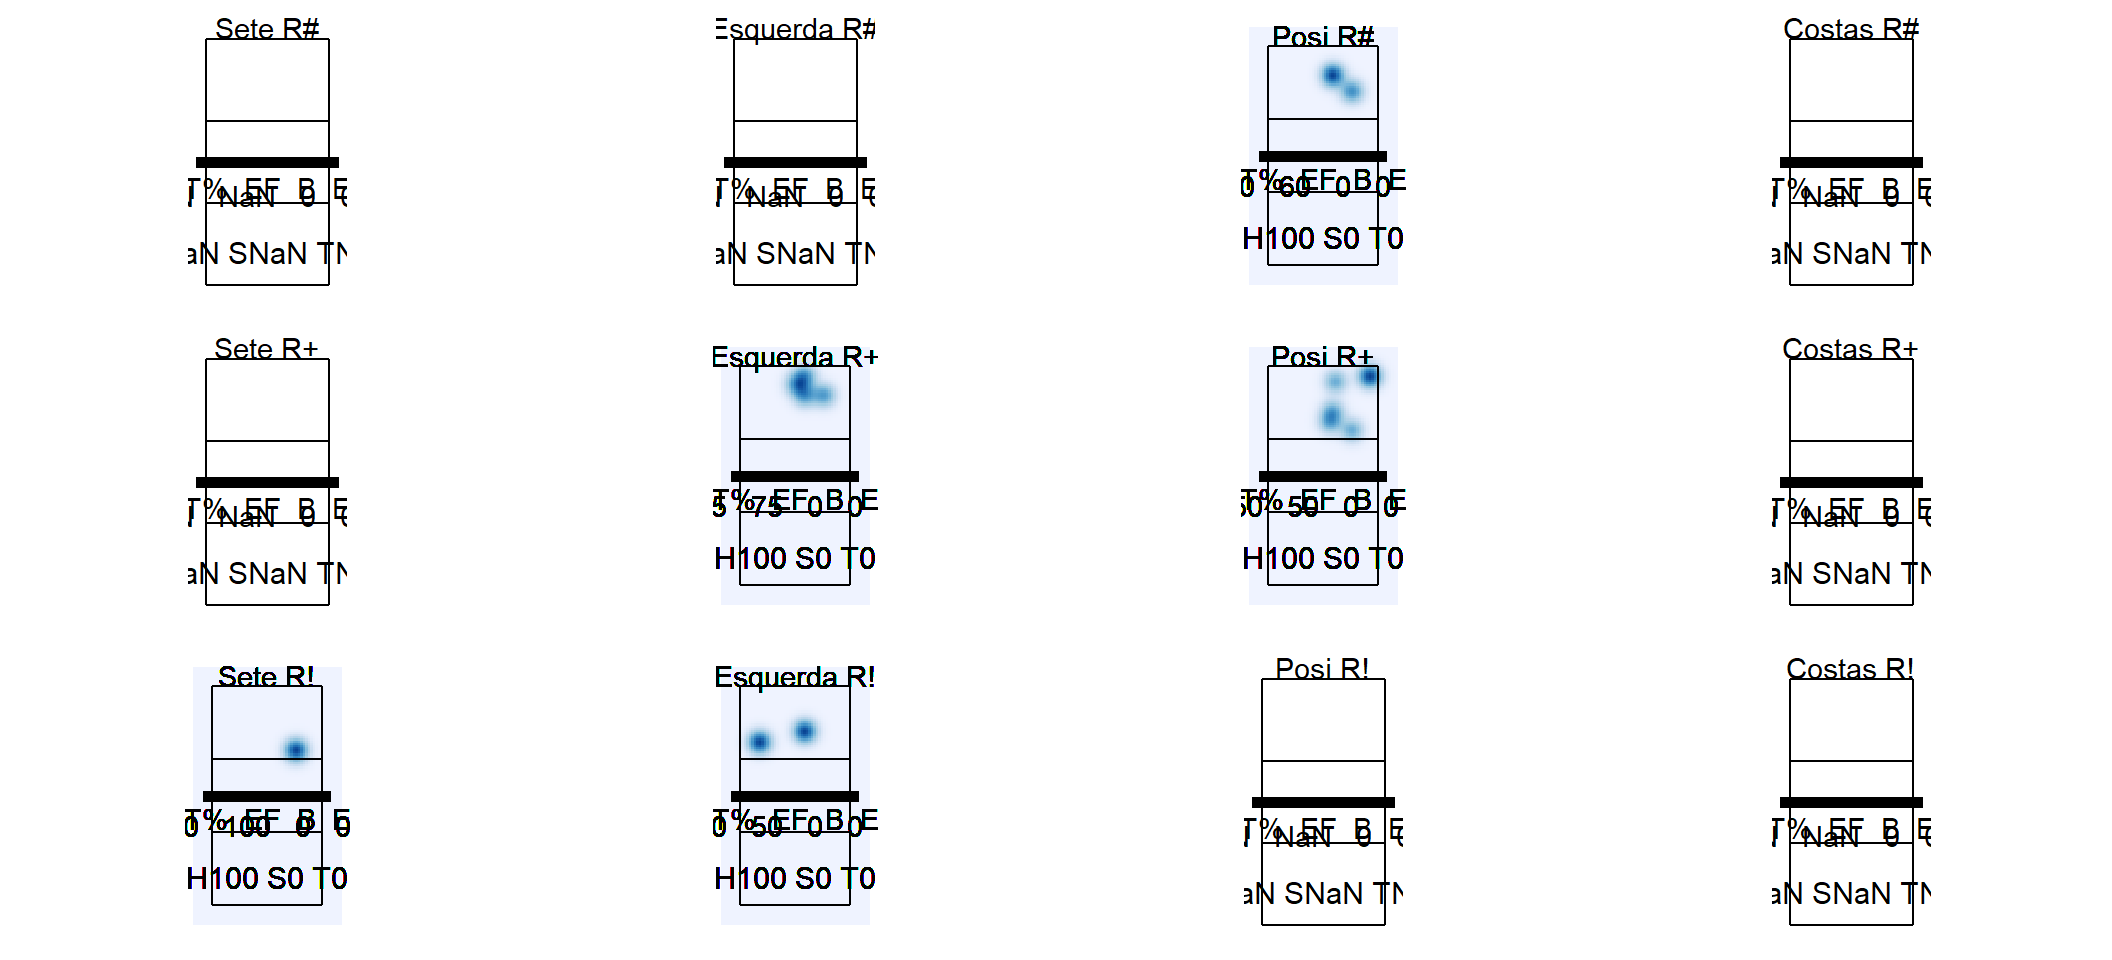 Sete R#
T% EF B E
NaN 0
aN SNaN TN
Esquerda R#
T% EF B E
NaN 0
aN SNaN TN
Posi R#
T% EF B E
0 60 0 0
H100 S0 T0
Costas R#
T% EF B E
NaN 0
aN SNaN TN
Sete R+
T% EF B E
NaN 0
aN SNaN TN
Esquerda R+
T% EF B E
5 75 0 0
H100 S0 T0
Posi R+
T% EF B E
50 50 0 0
H100 S0 T0
Costas R+
T% EF B E
NaN 0
aN SNaN TN
Sete R!
T% EF B E
0 100 0 0
H100 S0 T0
Esquerda R!
T% EF B E
0 50 0 0
H100 S0 T0
Posi R!
T% EF B E
NaN 0
aN SNaN TN
Costas R!
T% EF B E
NaN 0
aN SNaN TN